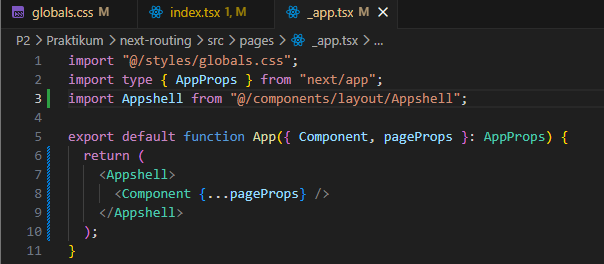 globals.css M index.tsx 1, M _app.tsx M ×
P2 > Praktikum > next-routing > src > pages > _app.tsx > ...
1 import "@/styles/globals.css";
2 import type { AppProps } from "next/app";
3 import Appshell from "@/components/layout/Appshell";
4
5 export default function App({ Component, pageProps }: AppProps) {
6 return (
7 <Appshell>
8 <Component {...pageProps} />
9 </Appshell>
10 );
11 }